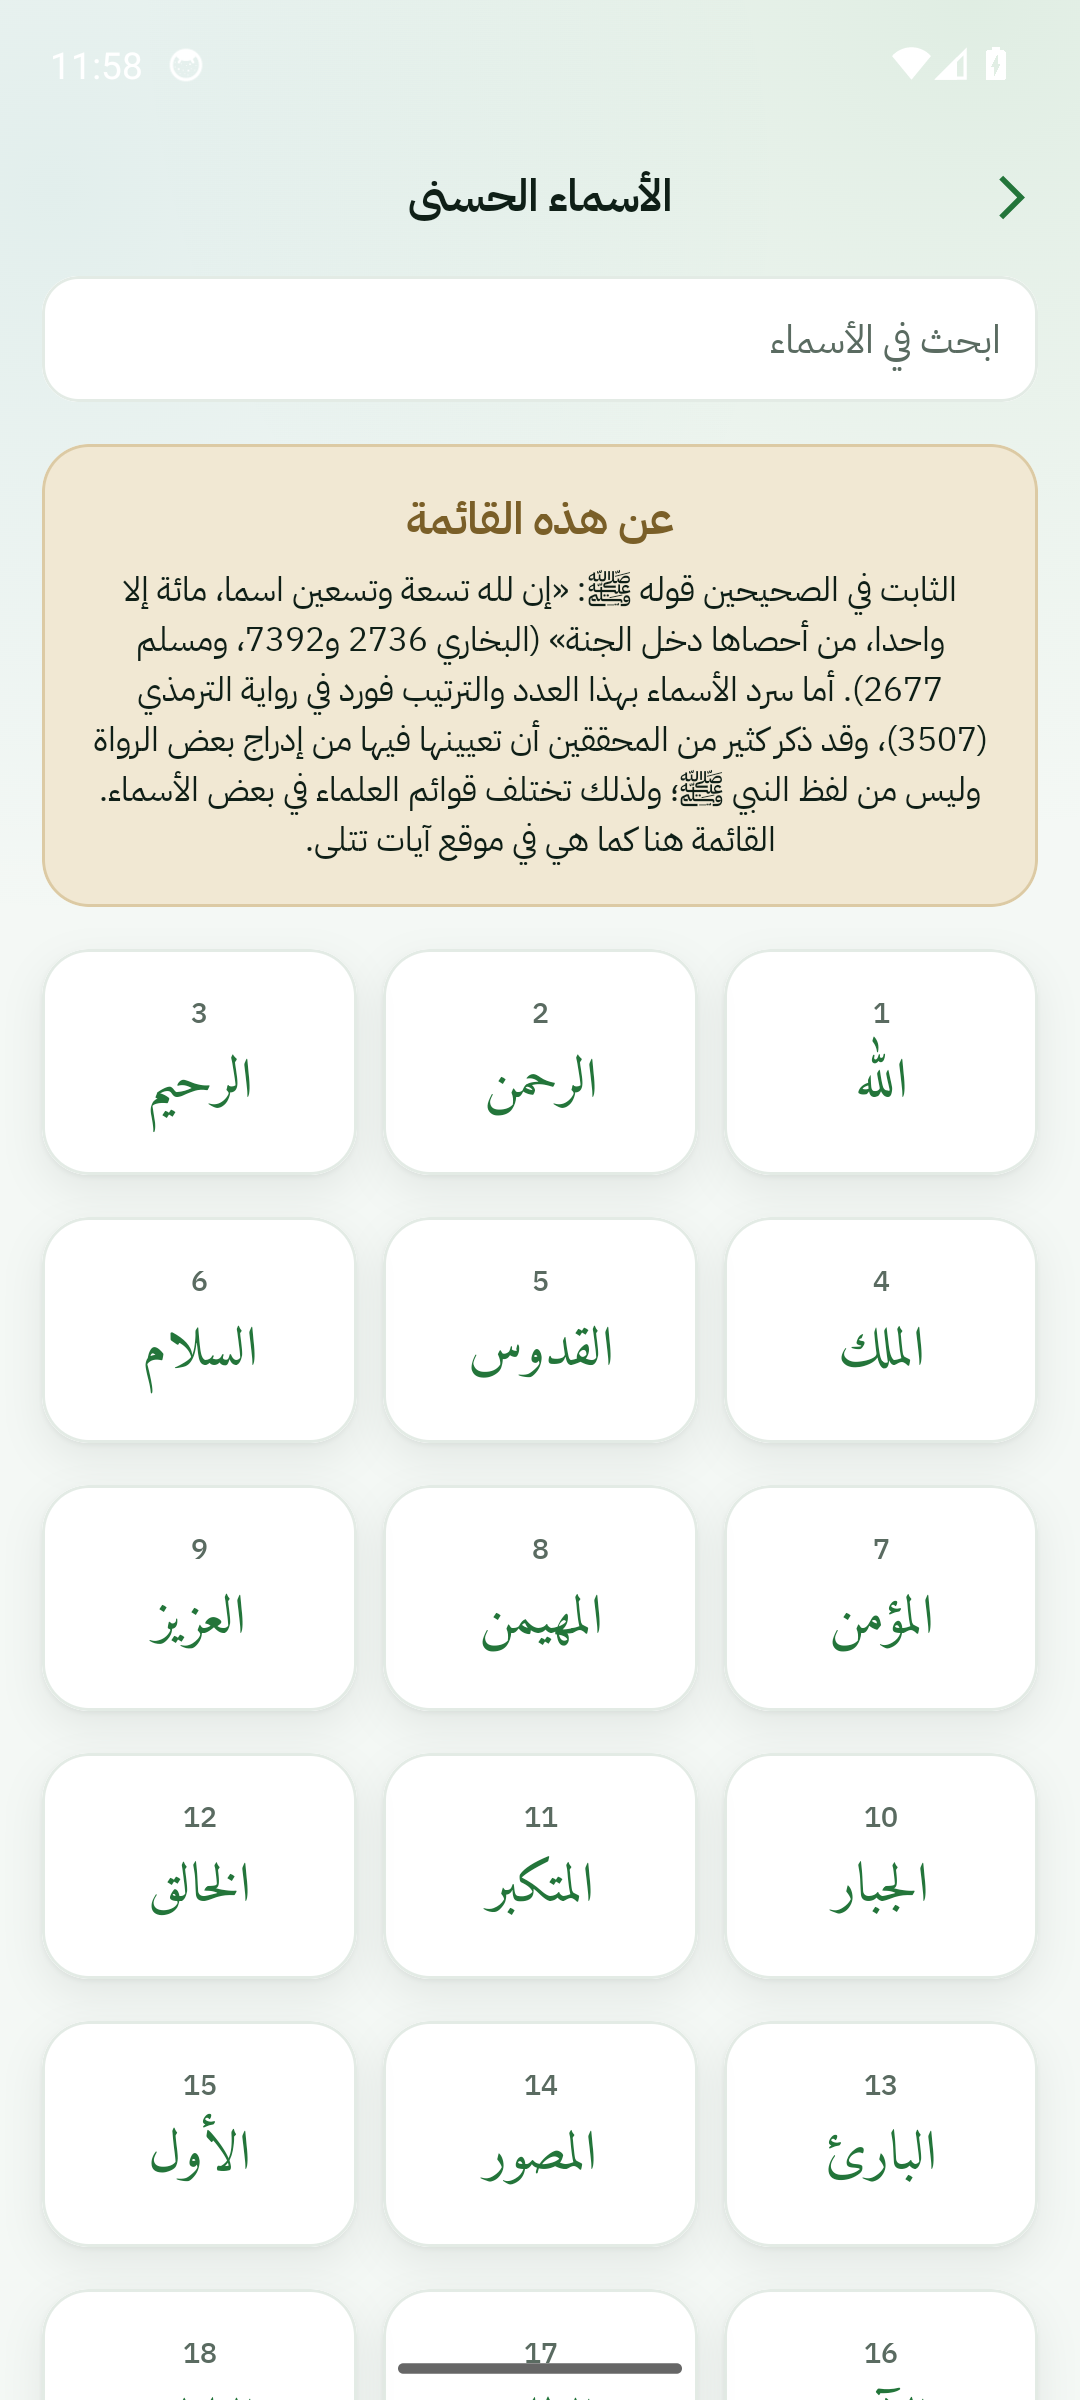 11:58
الأسماء الحسنى
ابحث في الأسماء
عن هذه القائمة
الثابت في الصحيحين قوله ﷺ: «إن لله تسعة وتسعين اسما، مائة إلا
واحدا، من أحصاها دخل الجنة» (البخاري 2736 و7392، ومسلم
2677). أما سرد الأسماء بهذا العدد والترتيب فورد في رواية الترمذي
(3507)، وقد ذكر كثير من المحققين أن تعيينها فيها من إدراج بعض الرواة
وليس من لفظ النبي ﷺ؛ ولذلك تختلف قوائم العلماء في بعض الأسماء.
القائمة هنا كما هي في موقع آيات تتلى.
1
الله
2
الرحمن
3
الرحيم
4
الملك
5
القدوس
6
السلام
7
المؤمن
8
المهيمن
9
العزيز
10
الجبار
11
المتكبر
12
الخالق
13
البارئ
14
المصور
15
الأول
16
17
18